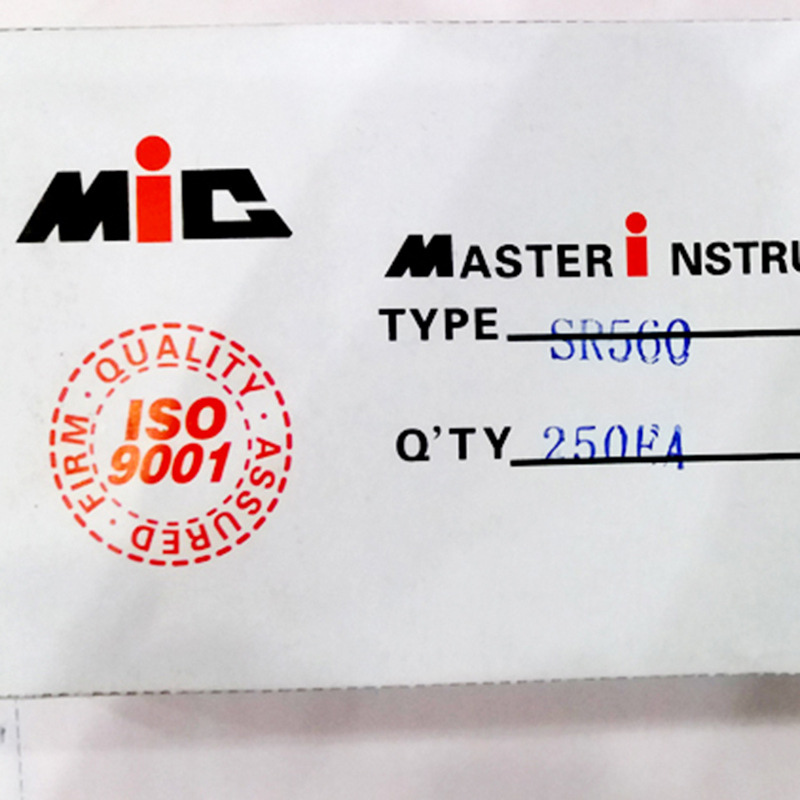 MiC
MASTER iNSTRU
TYPE SR560
Q'TY 250EA
QUALITY · ASSURED · FIRM ·
ISO
9001